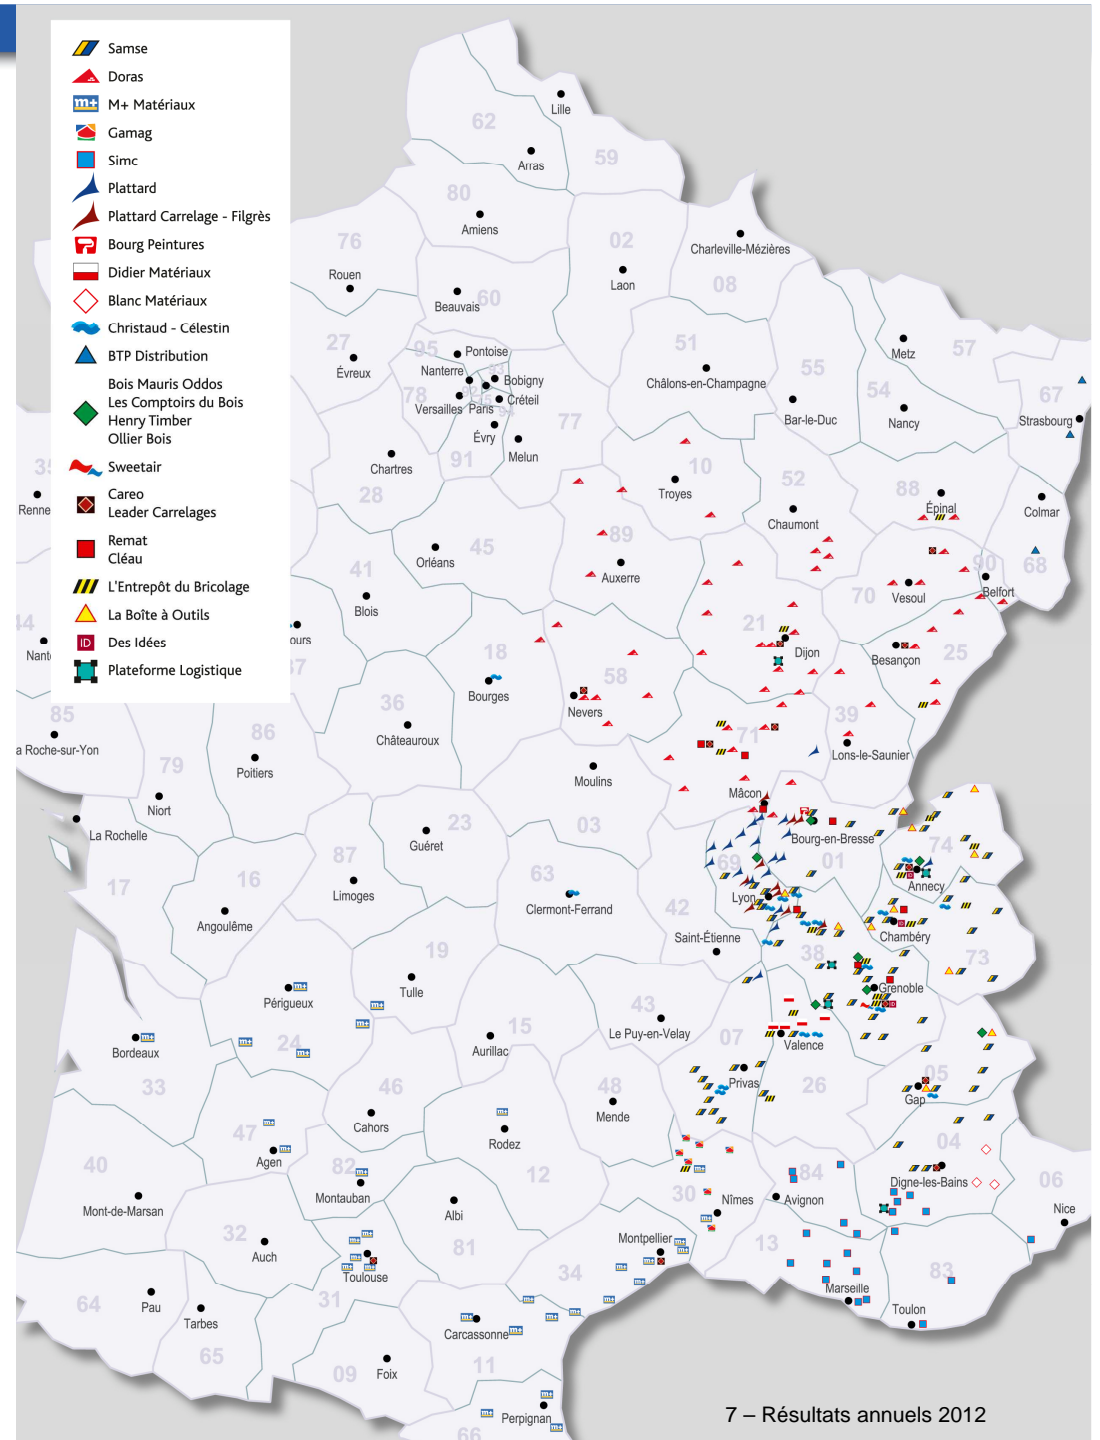 Samse
Doras
M+ Matériaux
Gamag
Simc
Plattard
Plattard Carrelage - Filgrès
Bourg Peintures
Didier Matériaux
Blanc Matériaux
Christaud - Célestin
BTP Distribution
Bois Mauris Oddos
Les Comptoirs du Bois
Henry Timber
Ollier Bois
Sweetair
Careo
Leader Carrelages
Remat
Cléau
L'Entrepôt du Bricolage
La Boîte à Outils
ID Des Idées
Plateforme Logistique
Lille
62
59
Arras
80
Amiens
76
02
Charleville-Mézières
Rouen
Laon
08
60
Beauvais
27
95
Pontoise
51
57
Metz
Évreux
Nanterre
93
Bobigny
Châlons-en-Champagne
55
54
67
78
92
75
Créteil
Versailles
Paris
94
77
Bar-le-Duc
Nancy
Strasbourg
Évry
Melun
91
Chartres
28
10
Troyes
52
88
Épinal
35
Renne
Chaumont
Colmar
89
45
Orléans
Auxerre
90
68
41
Blois
70
Vesoul
Belfort
44
ours
21
Dijon
Nant
37
18
58
Besançon
25
Bourges
Nevers
85
36
39
a Roche-sur-Yon
86
Châteauroux
71
Lons-le-Saunier
79
Poitiers
Moulins
Mâcon
Niort
La Rochelle
23
03
Guéret
Bourg-en-Bresse
74
87
69
01
17
16
Limoges
63
Annecy
Clermont-Ferrand
42
Lyon
Angoulême
Saint-Étienne
Chambéry
19
38
73
Tulle
Périgueux
Grenoble
43
15
Le Puy-en-Velay
Bordeaux
24
Aurillac
07
Valence
33
46
48
Privas
26
05
Gap
Mende
Cahors
47
Rodez
Agen
04
40
82
12
84
Digne-les-Bains
06
Montauban
30
Mont-de-Marsan
Nîmes
Avignon
Albi
Nice
32
Auch
81
Montpellier
13
34
83
Toulouse
64
31
Marseille
Pau
Tarbes
Toulon
Carcassonne
65
09
Foix
11
Perpignan
66
7 – Résultats annuels 2012